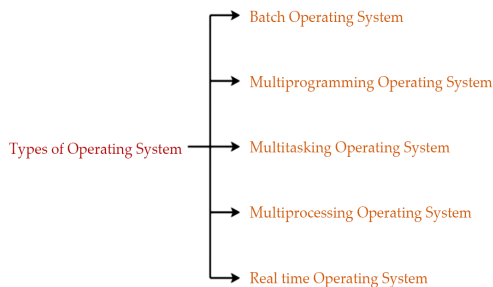 Batch Operating System
Multiprogramming Operating System
Types of Operating System
Multitasking Operating System
Multiprocessing Operating System
Real time Operating System